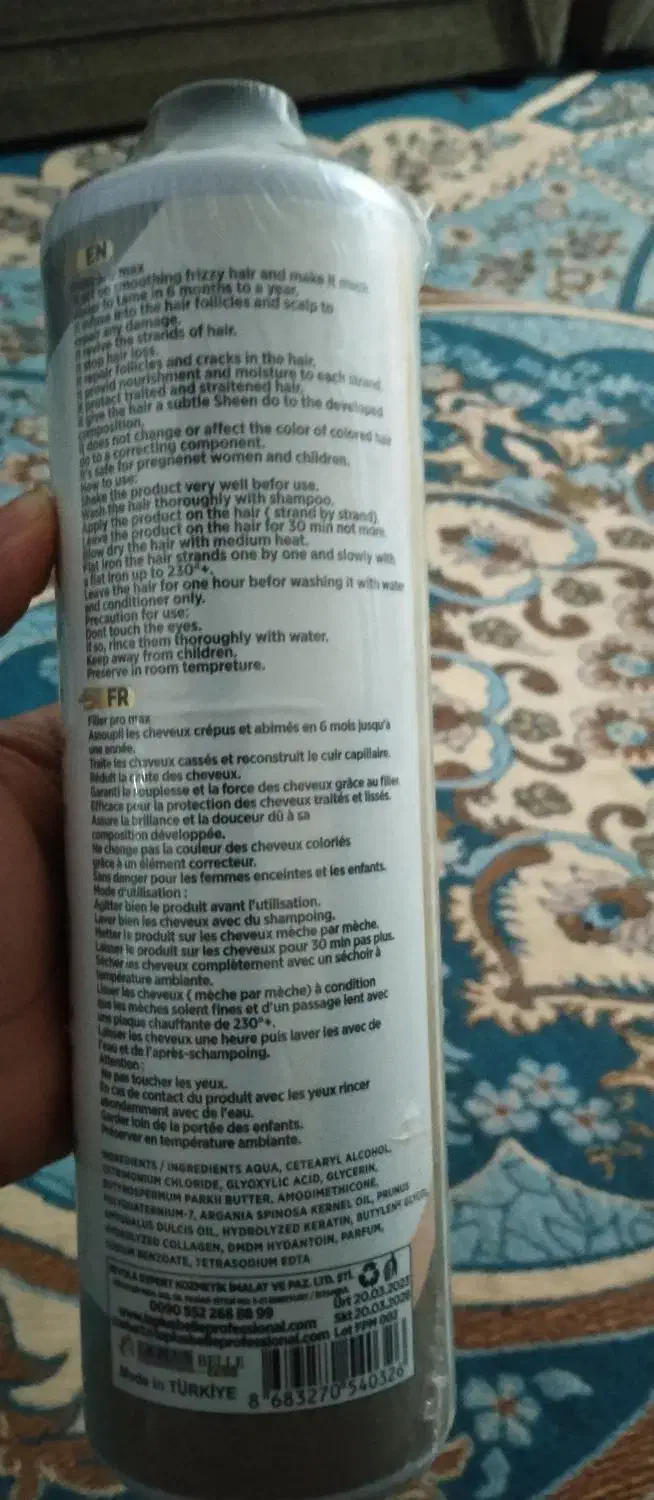 EN
max
smoothing frizzy hair and make it much
to tame in 6 months to a year.
into the hair follicles and scalp to
any damage.
revive the strands of hair.
stop hair loss.
It repair follicles and cracks in the hair,
provid nourishment and moisture to each strand
protect traited and straitened hair,
give the hair a subtle Sheen do to the developed
composition,
does not change or affect the color of colored hair
do to a correcting component.
It's safe for pregnenet women and children.
How to use:
Shake the product very well befor use.
Wash the hair thoroughly with shampoo.
Apply the product on the hair ( strand by strand)
Leave the product on the hair for 30 min not more.
Blow dry the hair with medium heat.
Flat Iron the hair strands one by one and slowly with
a flat Iron up to 230°+.
Leave the hair for one hour befor washing it with water
and conditioner only.
Precaution for use:
Dont touch the eyes.
if so, rince them thoroughly with water.
Keep away from children.
Preserve in room tempreture.
FR
Filler pro max
Assoupli les cheveux crépus et abimés en 6 mois jusqu'à
une année.
Traite les cheveux cassés et reconstruit le cuir capillaire.
Réduit la chute des cheveux.
Garanti la souplesse et la force des cheveux grâce au filler.
Efficace pour la protection des cheveux traités et lissés.
Assure la brillance et la douceur dû à sa
composition développée.
Ne change pas la couleur des cheveux coloriés
grâce à un élément correcteur.
Sans danger pour les femmes enceintes et les enfants.
Mode d'utilisation :
Agitter bien le produit avant l'utilisation.
Laver bien les cheveux avec du shampoing.
Metter le produit sur les cheveux mèche par mèche.
Laisser le produit sur les cheveux pour 30 min pas plus.
Sécher les cheveux complètement avec un séchoir à
température ambiante.
Lisser les cheveux ( mèche par mèche) à condition
que les mèches soient fines et d'un passage lent avec
une plaque chauffante de 230°+.
Laisser les cheveux une heure puis laver les avec de
l'eau et de l'après-schampoing.
Attention :
Ne pas toucher les yeux.
En cas de contact du produit avec les yeux rincer
abondamment avec de l'eau.
Garder loin de la portée des enfants.
Préserver en température ambiante.
INGREDIENTS / INGREDIENTS AQUA, CETEARYL ALCOHOL,
CETRIMONIUM CHLORIDE, GLYOXYLIC ACID, GLYCERIN,
BUTYROSPERMUM PARKII BUTTER, AMODIMETHICONE,
POLYQUATERNIUM-7, ARGANIA SPINOSA KERNEL OIL, PRUNUS
AMYGDALUS DULCIS OIL, HYDROLYZED KERATIN, BUTYLENE GLYCOL,
HYDROLYZED COLLAGEN, DMDM HYDANTOIN, PARFUM,
SODIUM BENZOATE, TETRASODIUM EDTA
EXPERT KOZMETİK İMALAT VE PAZ. LTD. ŞTİ.
0090 552 268 88 99
Ürt 20.03.2023
Skt 20.03.2026
Lot FPM 002
BELLE
Made in TÜRKİYE
8 683270 540326